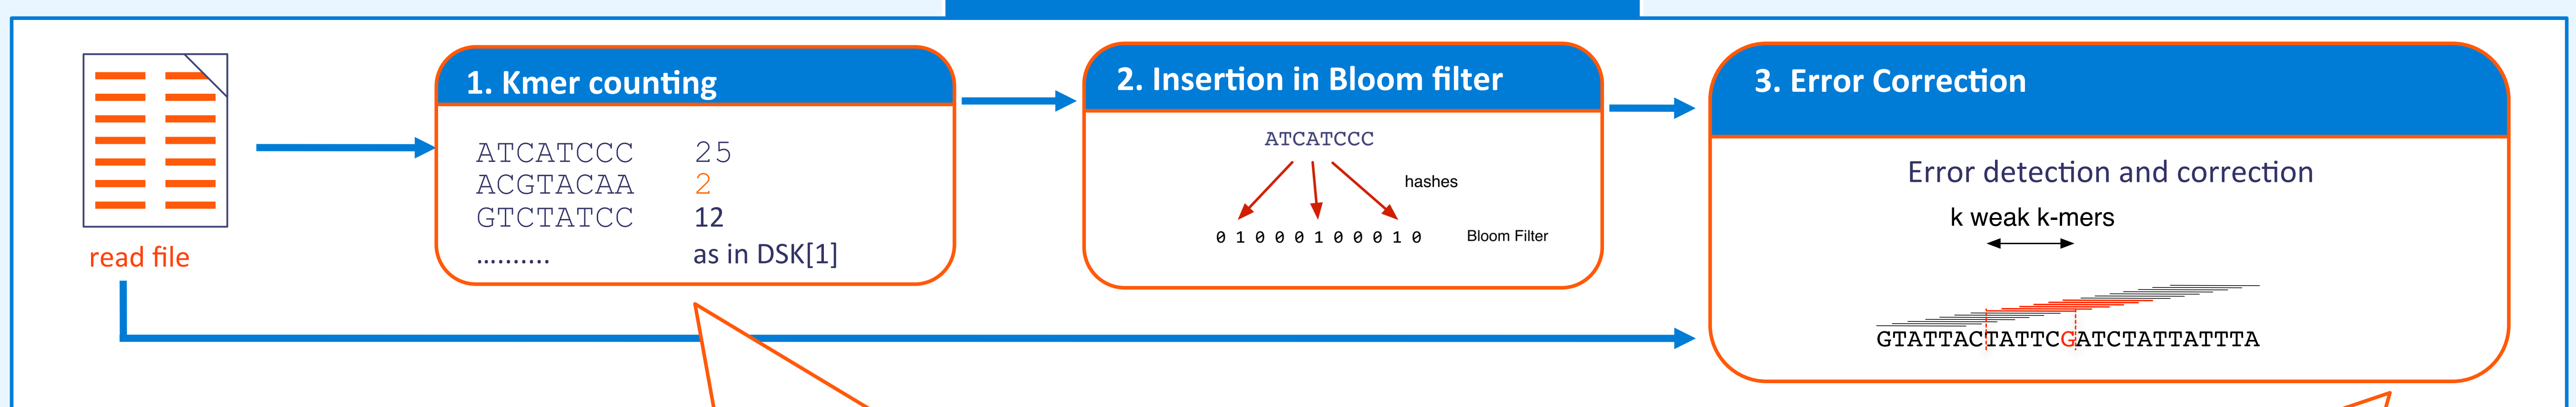 read file
1. Kmer counting
ATCATCCC 25
ACGTACAA 2
GTCTATCC 12
.......... as in DSK[1]
2. Insertion in Bloom filter
ATCATCCC
hashes
0 1 0 0 0 1 0 0 0 1 0 Bloom Filter
3. Error Correction
Error detection and correction
k weak k-mers
GTATTACTATTCGATCTATTATTTA